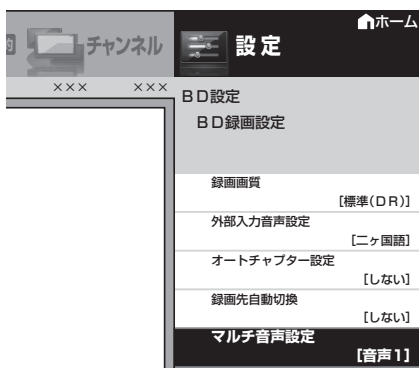 ホーム
チャンネル
設定
××× ×××
BD設定
BD録画設定
録画画質
[標準(DR)]
外部入力音声設定
[二ヶ国語]
オートチャプター設定
[しない]
録画先自動切換
[しない]
マルチ音声設定
[音声1]